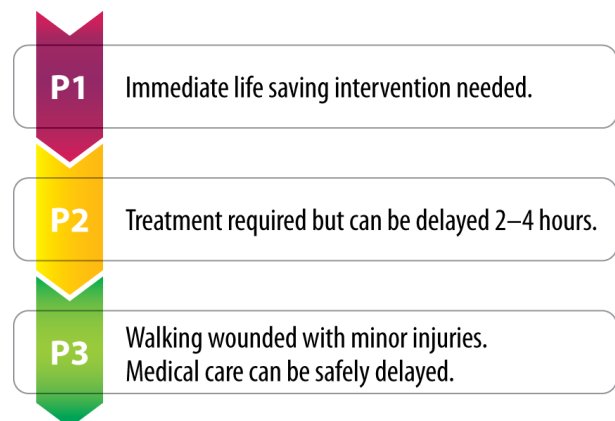 P1
Immediate life saving intervention needed.
P2
Treatment required but can be delayed 2–4 hours.
P3
Walking wounded with minor injuries.
Medical care can be safely delayed.